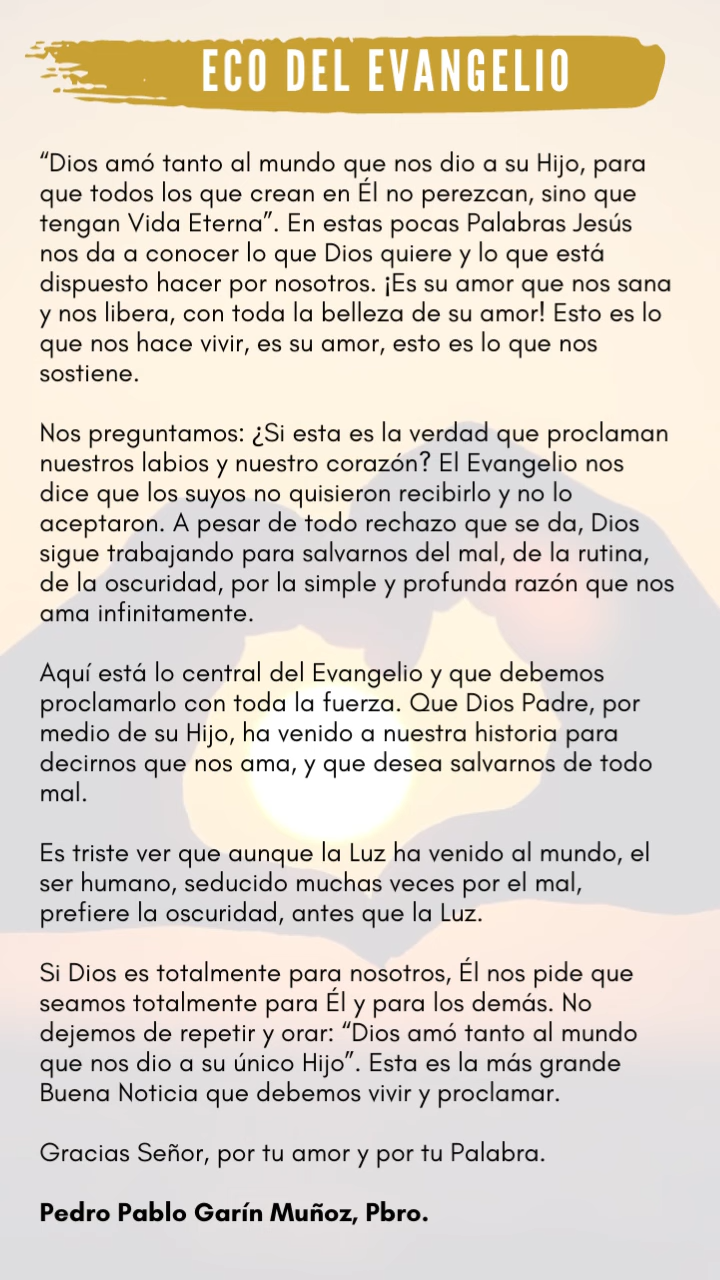 ECO DEL EVANGELIO
“Dios amó tanto al mundo que nos dio a su Hijo, para
que todos los que crean en Él no perezcan, sino que
tengan Vida Eterna”. En estas pocas Palabras Jesús
nos da a conocer lo que Dios quiere y lo que está
dispuesto hacer por nosotros. ¡Es su amor que nos sana
y nos libera, con toda la belleza de su amor! Esto es lo
que nos hace vivir, es su amor, esto es lo que nos
sostiene.
Nos preguntamos: ¿Si esta es la verdad que proclaman
nuestros labios y nuestro corazón? El Evangelio nos
dice que los suyos no quisieron recibirlo y no lo
aceptaron. A pesar de todo rechazo que se da, Dios
sigue trabajando para salvarnos del mal, de la rutina,
de la oscuridad, por la simple y profunda razón que nos
ama infinitamente.
Aquí está lo central del Evangelio y que debemos
proclamarlo con toda la fuerza. Que Dios Padre, por
medio de su Hijo, ha venido a nuestra historia para
decirnos que nos ama, y que desea salvarnos de todo
mal.
Es triste ver que aunque la Luz ha venido al mundo, el
ser humano, seducido muchas veces por el mal,
prefiere la oscuridad, antes que la Luz.
Si Dios es totalmente para nosotros, Él nos pide que
seamos totalmente para Él y para los demás. No
dejemos de repetir y orar: “Dios amó tanto al mundo
que nos dio a su único Hijo”. Esta es la más grande
Buena Noticia que debemos vivir y proclamar.
Gracias Señor, por tu amor y por tu Palabra.
Pedro Pablo Garín Muñoz, Pbro.